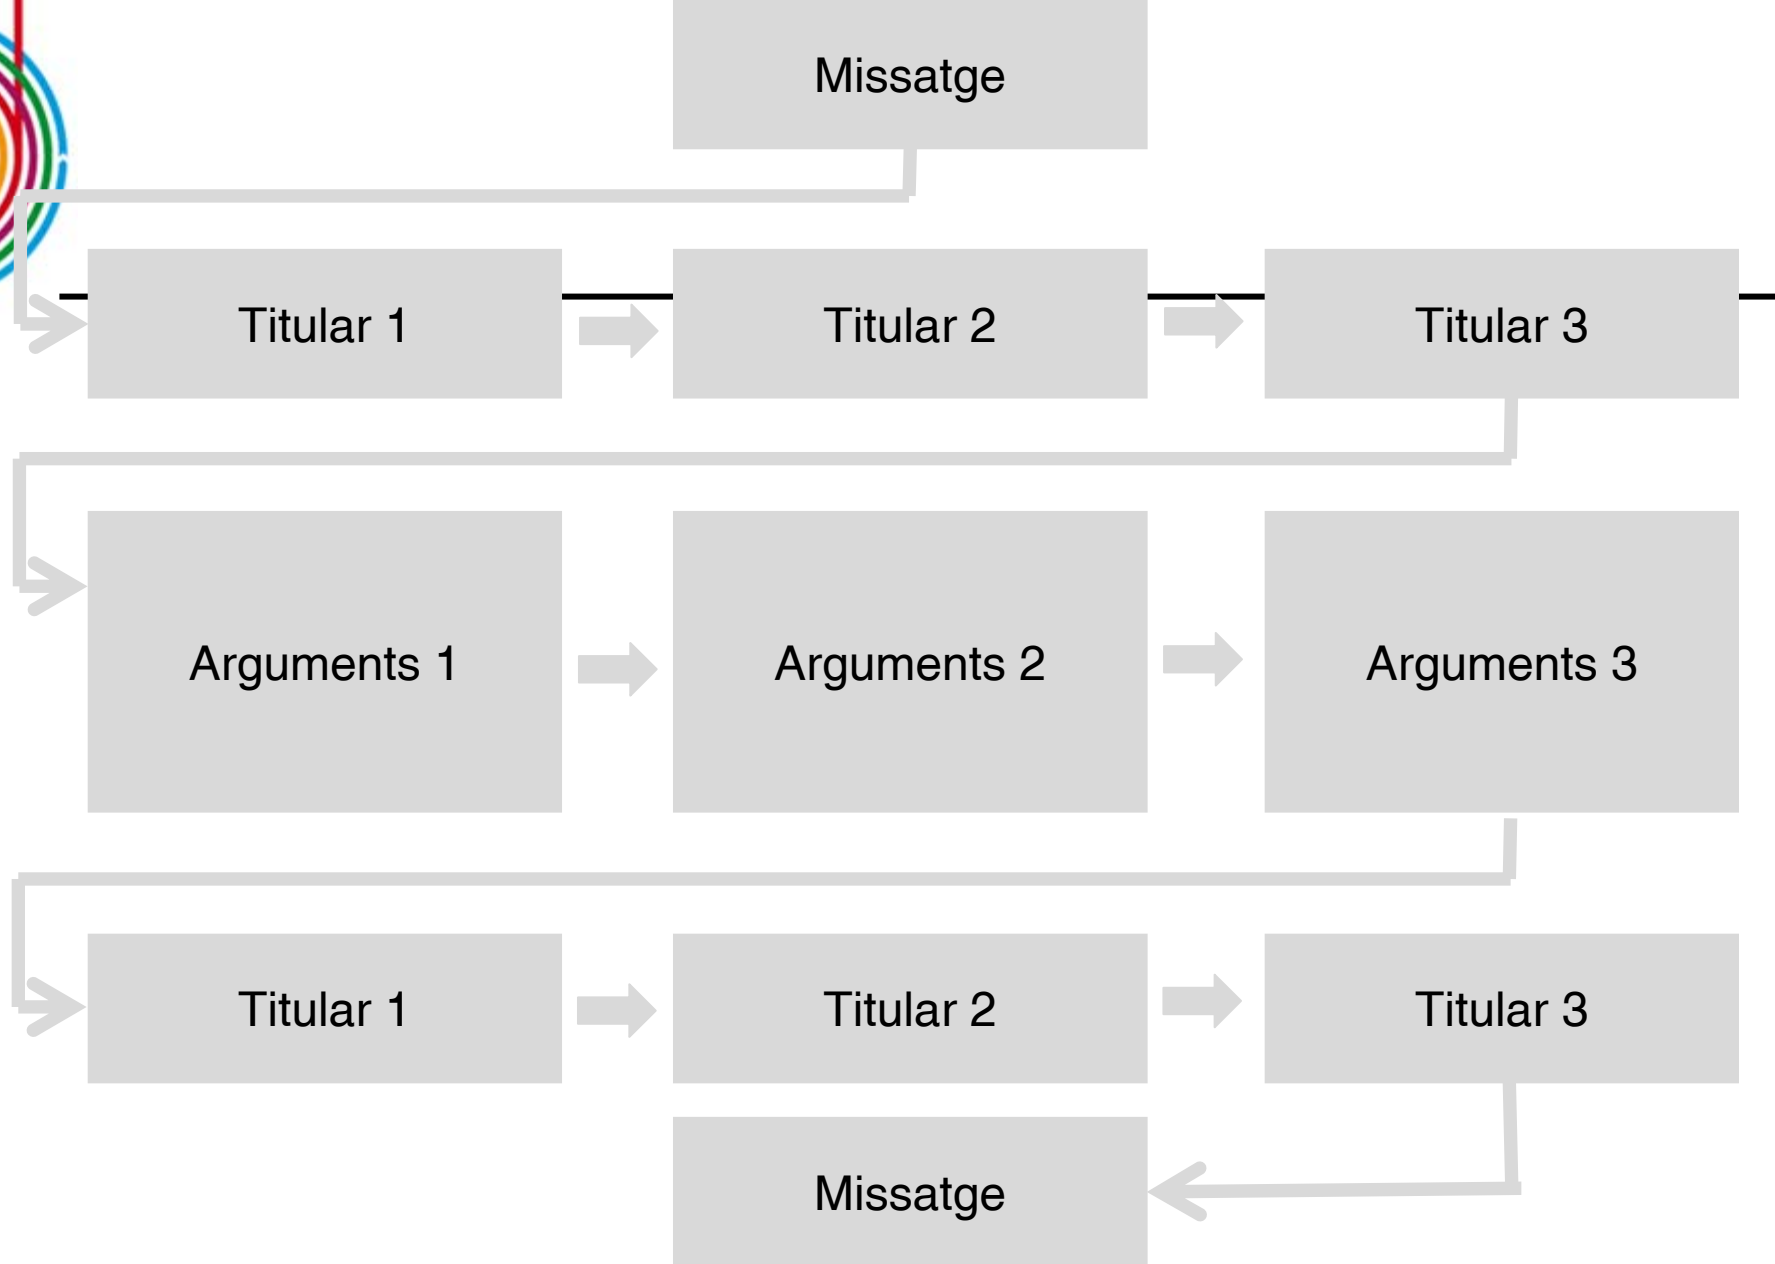 Missatge
Titular 1
Titular 2
Titular 3
Arguments 1
Arguments 2
Arguments 3
Titular 1
Titular 2
Titular 3
Missatge